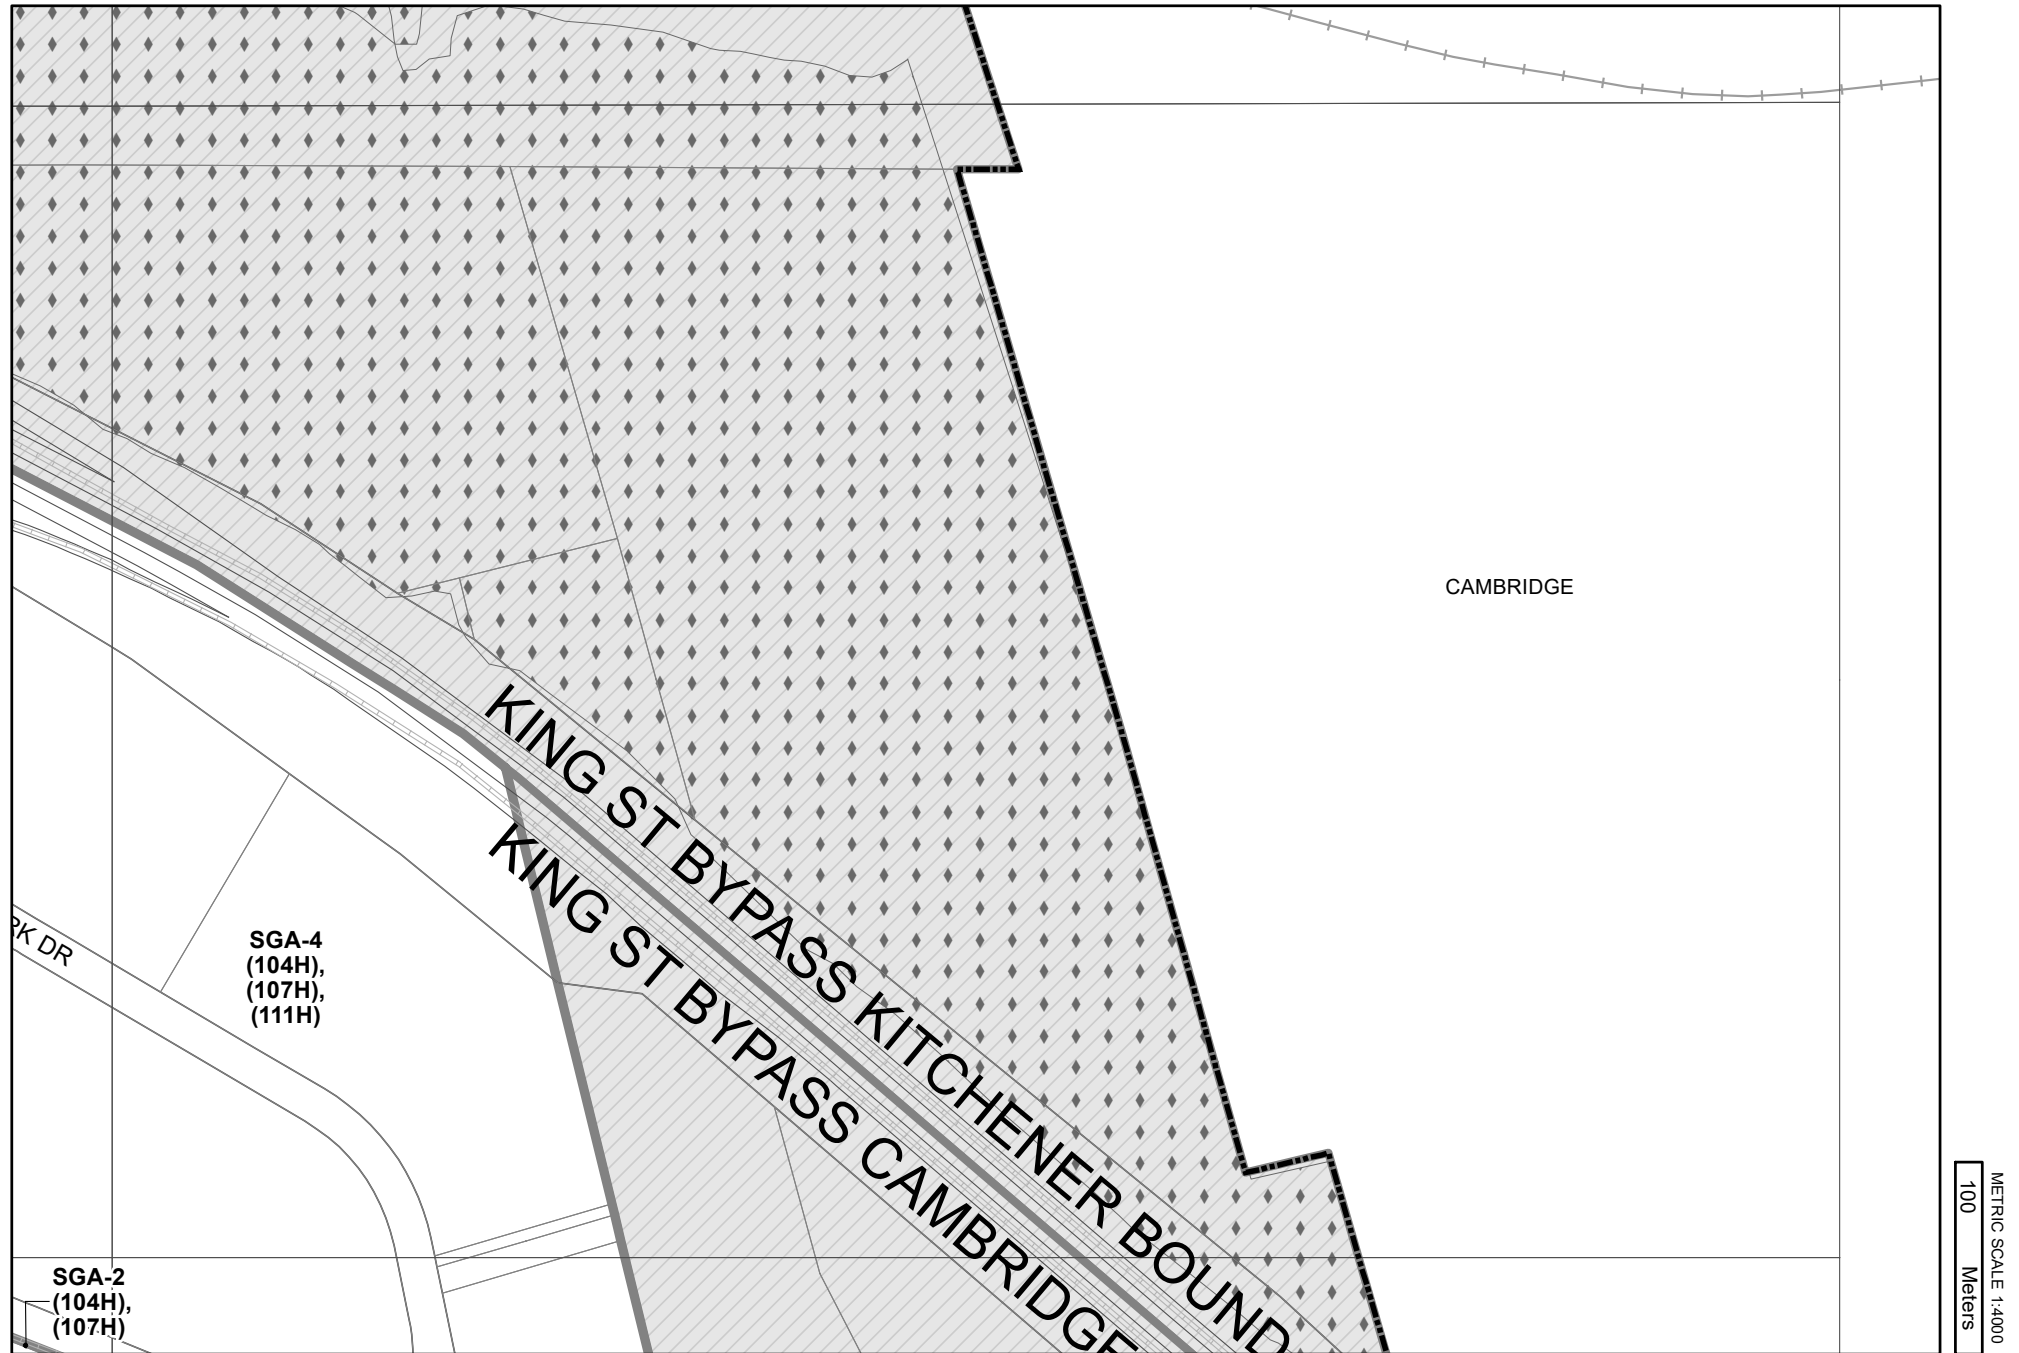 CAMBRIDGE
KING ST BYPASS KITCHENER BOUND
KING ST BYPASS CAMBRIDGE
DR
SGA-4
(104H),
(107H),
(111H)
SGA-2
(104H),
(107H)
METRIC SCALE 1:4000
100 Meters